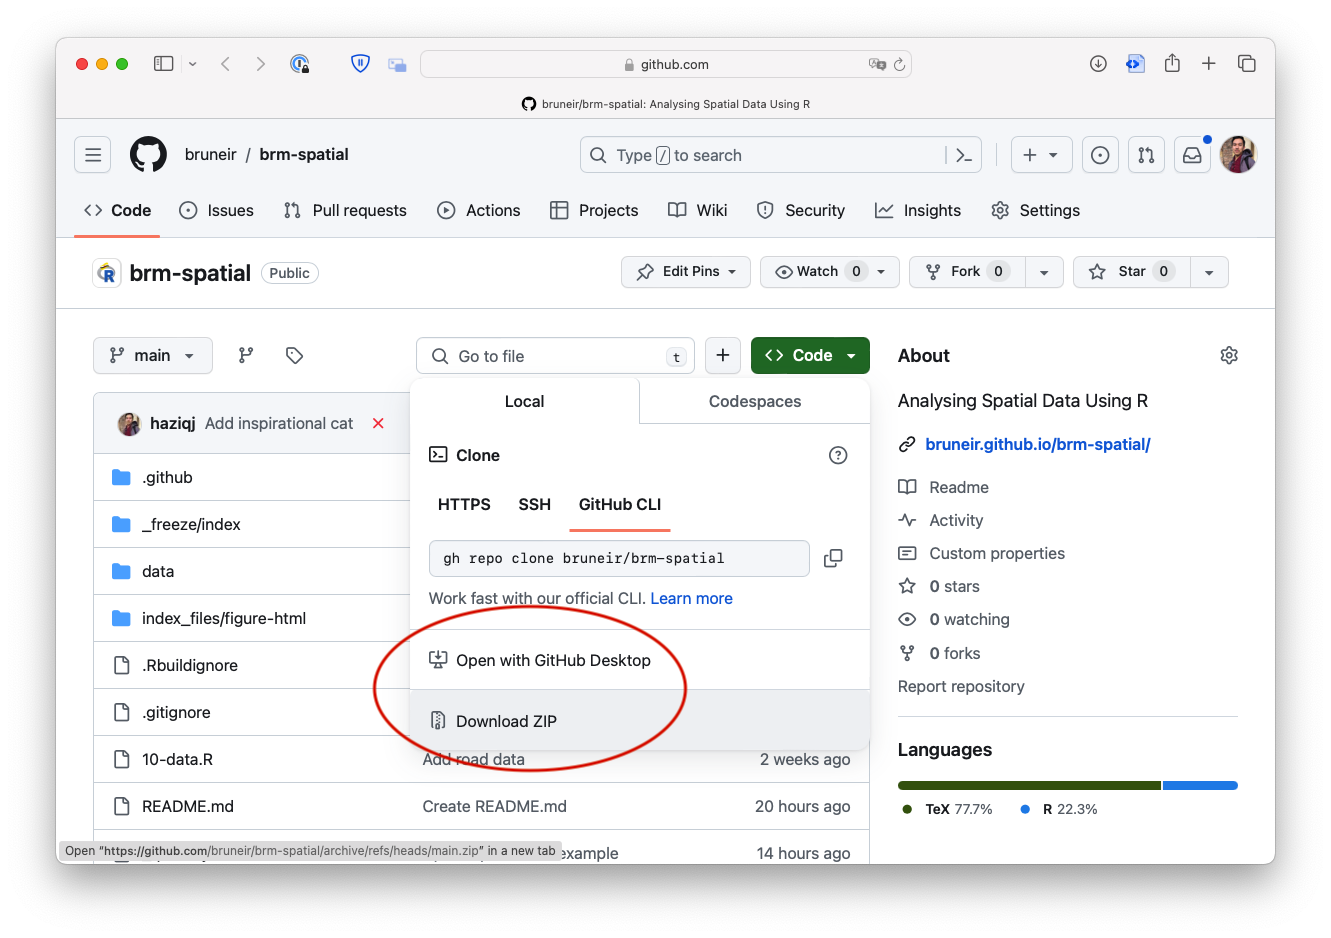 github.com
bruneir/brm-spatial: Analysing Spatial Data Using R
bruneir / brm-spatial
Type / to search
Code Issues Pull requests Actions Projects Wiki Security Insights Settings
brm-spatial Public
Edit Pins Watch 0 Fork 0 Star 0
main
Go to file t
Code
Local Codespaces
Clone
HTTPS SSH GitHub CLI
gh repo clone bruneir/brm-spatial
Work fast with our official CLI. Learn more
Open with GitHub Desktop
Download ZIP
haziqj Add inspirational cat
.github
_freeze/index
data
index_files/figure-html
.Rbuildignore
.gitignore
10-data.R Add road data 2 weeks ago
README.md Create README.md 20 hours ago
example 14 hours ago
Open “https://github.com/bruneir/brm-spatial/archive/refs/heads/main.zip” in a new tab
About
Analysing Spatial Data Using R
bruneir.github.io/brm-spatial/
Readme
Activity
Custom properties
0 stars
0 watching
0 forks
Report repository
Languages
TeX 77.7% R 22.3%